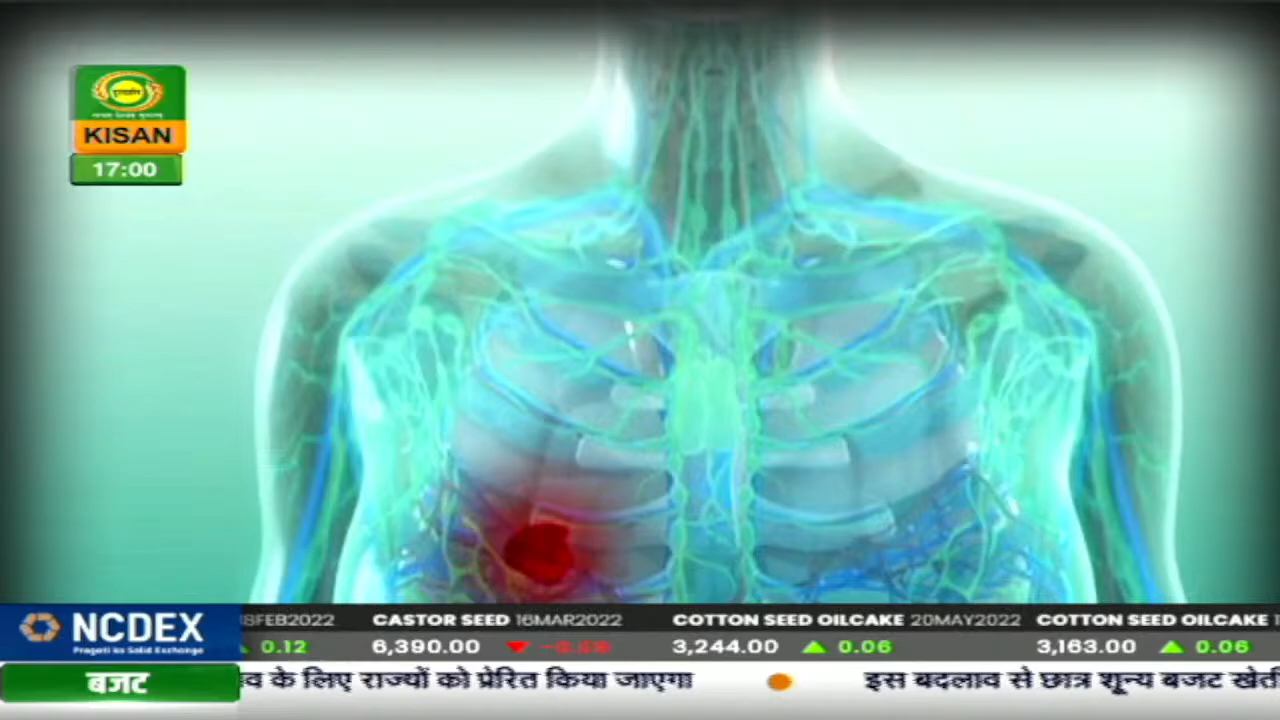 दूरदर्शन
KISAN
17:00
NCDEX
Pragati ka Solid Exchange
FEB2022 CASTOR SEED 16MAR2022 COTTON SEED OILCAKE 20MAY2022 COTTON SEED OILCAKE
0.12 6,390.00 3,244.00 0.06 3,163.00 0.06
बजट
व के लिए राज्यों को प्रेरित किया जाएगा इस बदलाव से छात्र शून्य बजट खेती